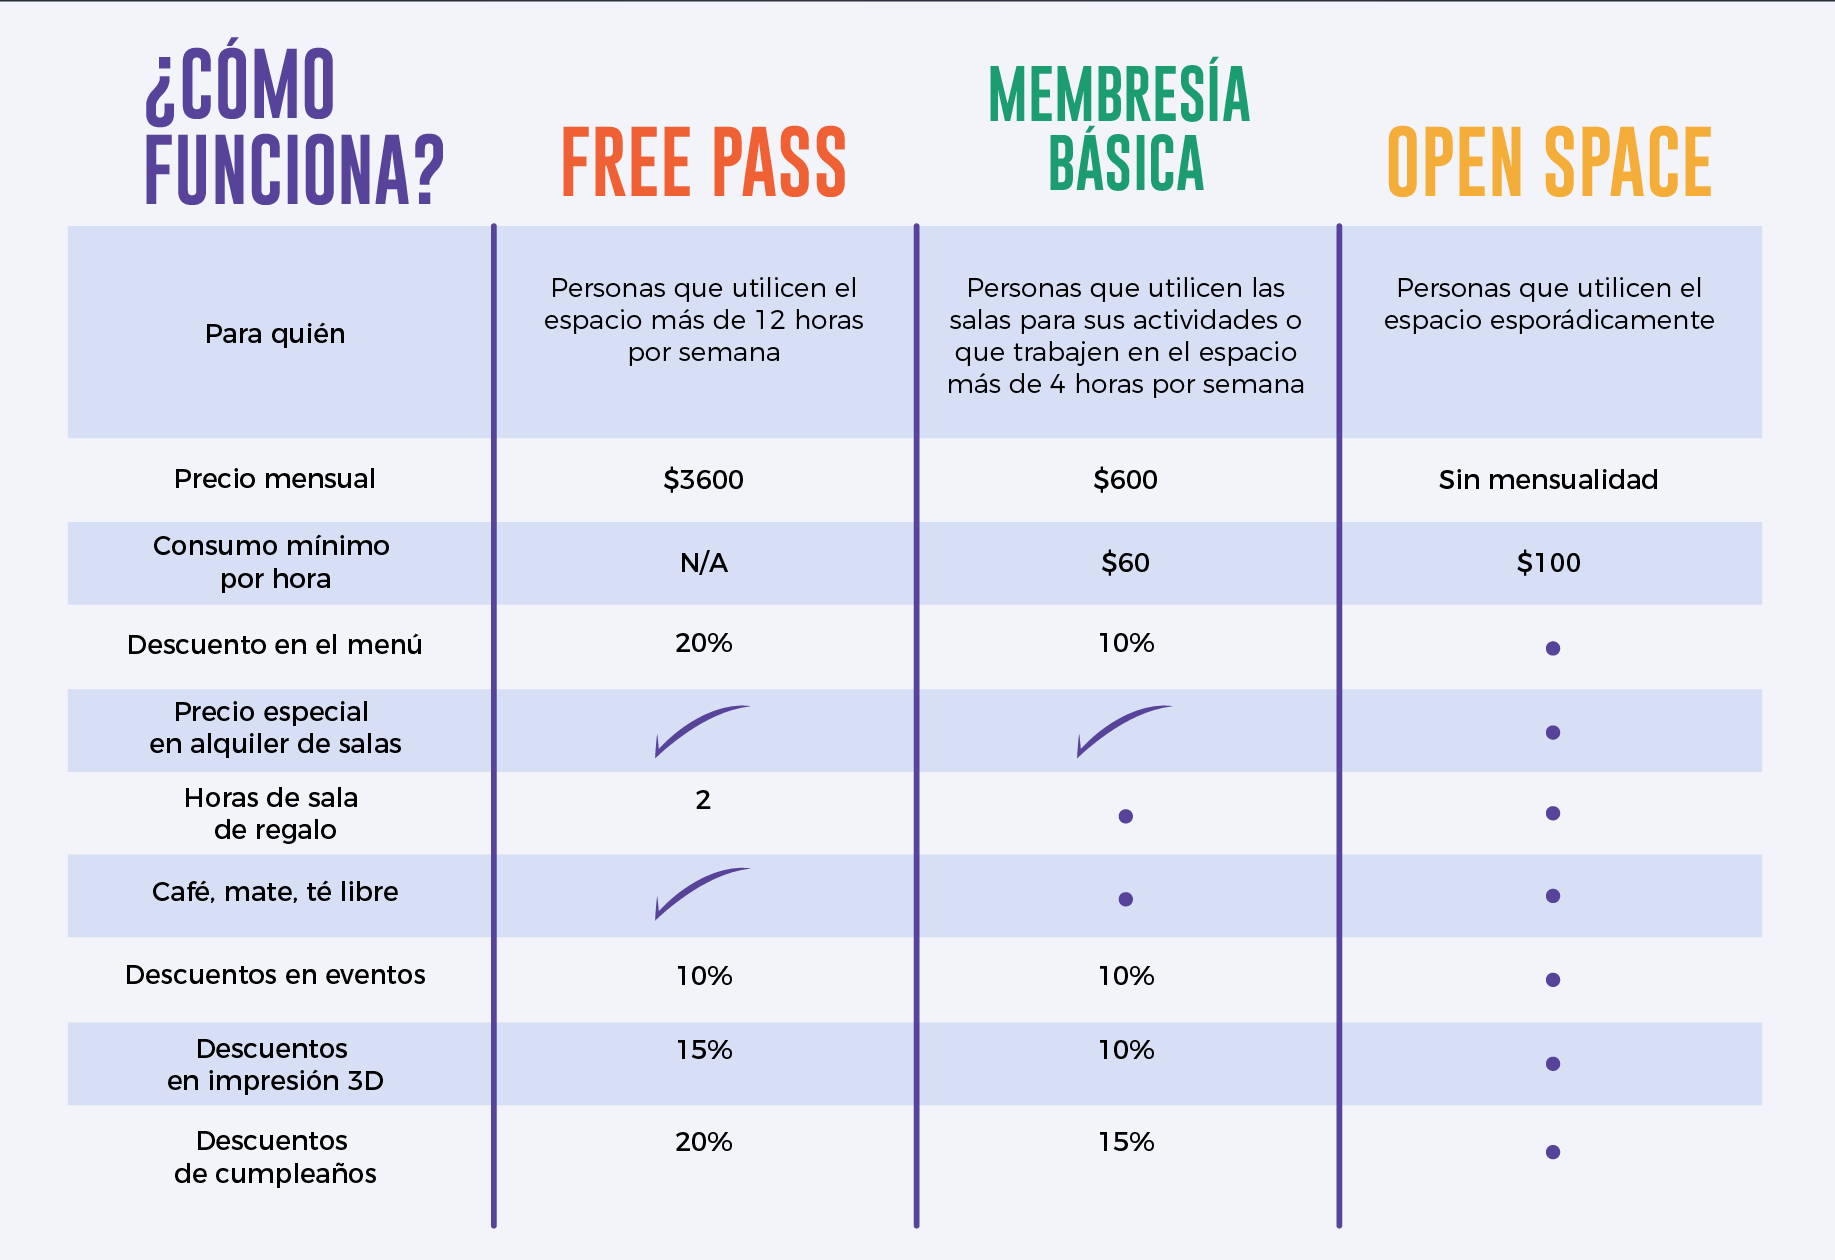 ¿CÓMO
FUNCIONA?
FREE PASS
MEMBRESÍA
BÁSICA
OPEN SPACE
Para quién
Personas que utilicen el
espacio más de 12 horas
por semana
Personas que utilicen las
salas para sus actividades o
que trabajen en el espacio
más de 4 horas por semana
Personas que utilicen el
espacio esporádicamente
Precio mensual
$3600
$600
Sin mensualidad
Consumo mínimo
por hora
N/A
$60
$100
Descuento en el menú
20%
10%
Precio especial
en alquiler de salas
Horas de sala
de regalo
2
Café, mate, té libre
Descuentos en eventos
10%
10%
Descuentos
en impresión 3D
15%
10%
Descuentos
de cumpleaños
20%
15%